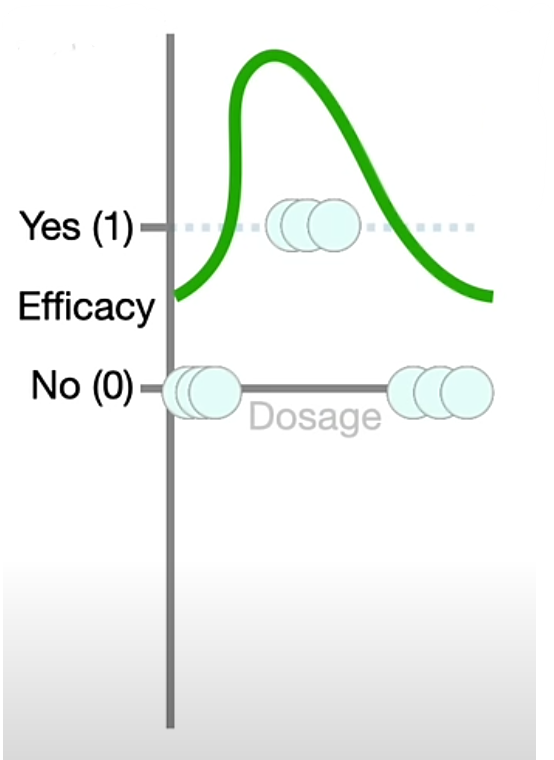 Yes (1)
Efficacy
No (0)
Dosage